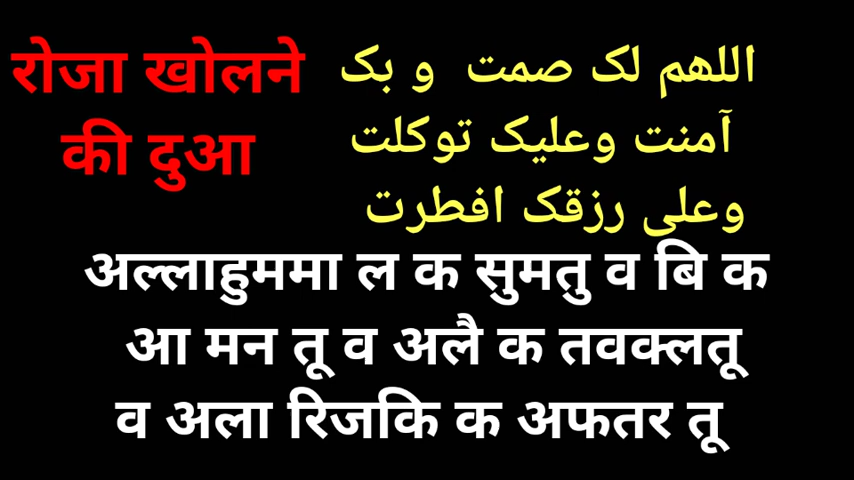 रोजा खोलने
की दुआ
اللهم لک صمت و بک
آمنت وعلیک توکلت
وعلی رزقک افطرت
अल्लाहुममा ल क सुमतु व बि क
आ मन तू व अलै क तवक्लतू
व अला रिजकि क अफतर तू